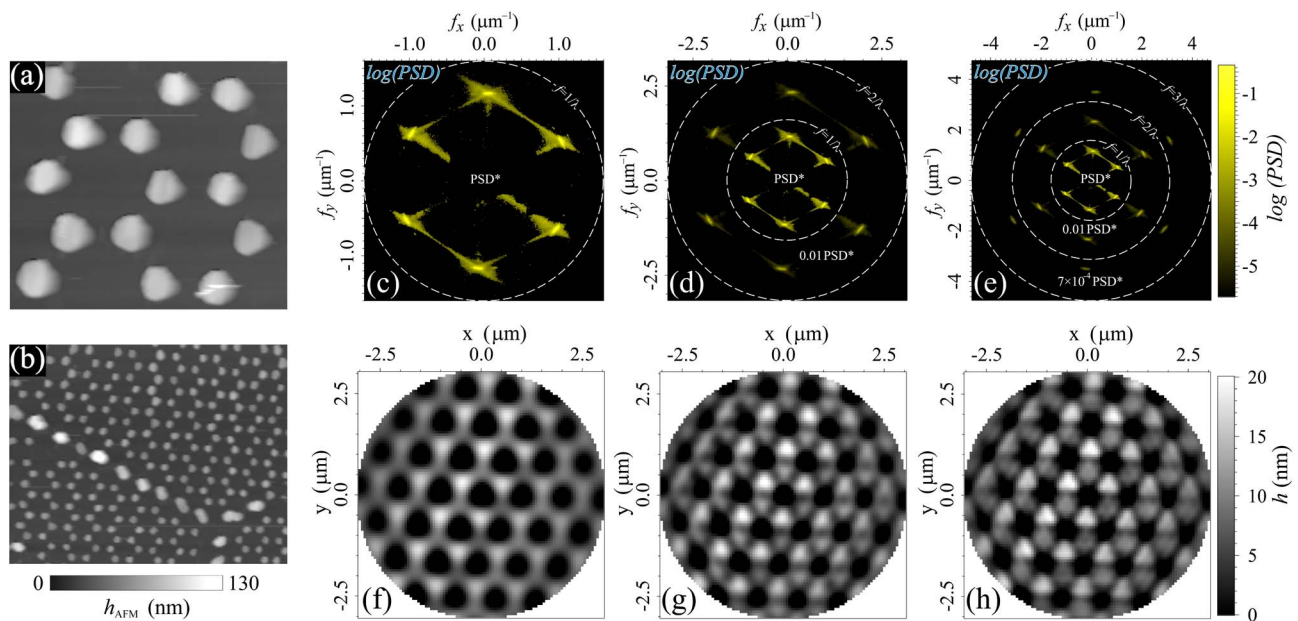 (a)
(b)
0 130
h_AFM (nm)
f_x (μm⁻¹)
-1.0 0.0 1.0
log(PSD)
f=1/λ
f_y (μm⁻¹)
1.0
0.0
-1.0
PSD*
(c)
f_x (μm⁻¹)
-2.5 0.0 2.5
log(PSD)
f=2/λ
f=1/λ
f_y (μm⁻¹)
2.5
0.0
-2.5
PSD*
0.01PSD*
(d)
f_x (μm⁻¹)
-4 -2 0 2 4
log(PSD)
f=3/λ
f=2/λ
f=1/λ
f_y (μm⁻¹)
4
2
0
-2
-4
PSD*
0.01PSD*
7×10⁻⁴ PSD*
(e)
-1
-2
-3
-4
-5
log (PSD)
x (μm)
-2.5 0.0 2.5
y (μm)
2.5
0.0
-2.5
(f)
x (μm)
-2.5 0.0 2.5
y (μm)
2.5
0.0
-2.5
(g)
x (μm)
-2.5 0.0 2.5
y (μm)
2.5
0.0
-2.5
(h)
20
15
10
5
0
h (nm)